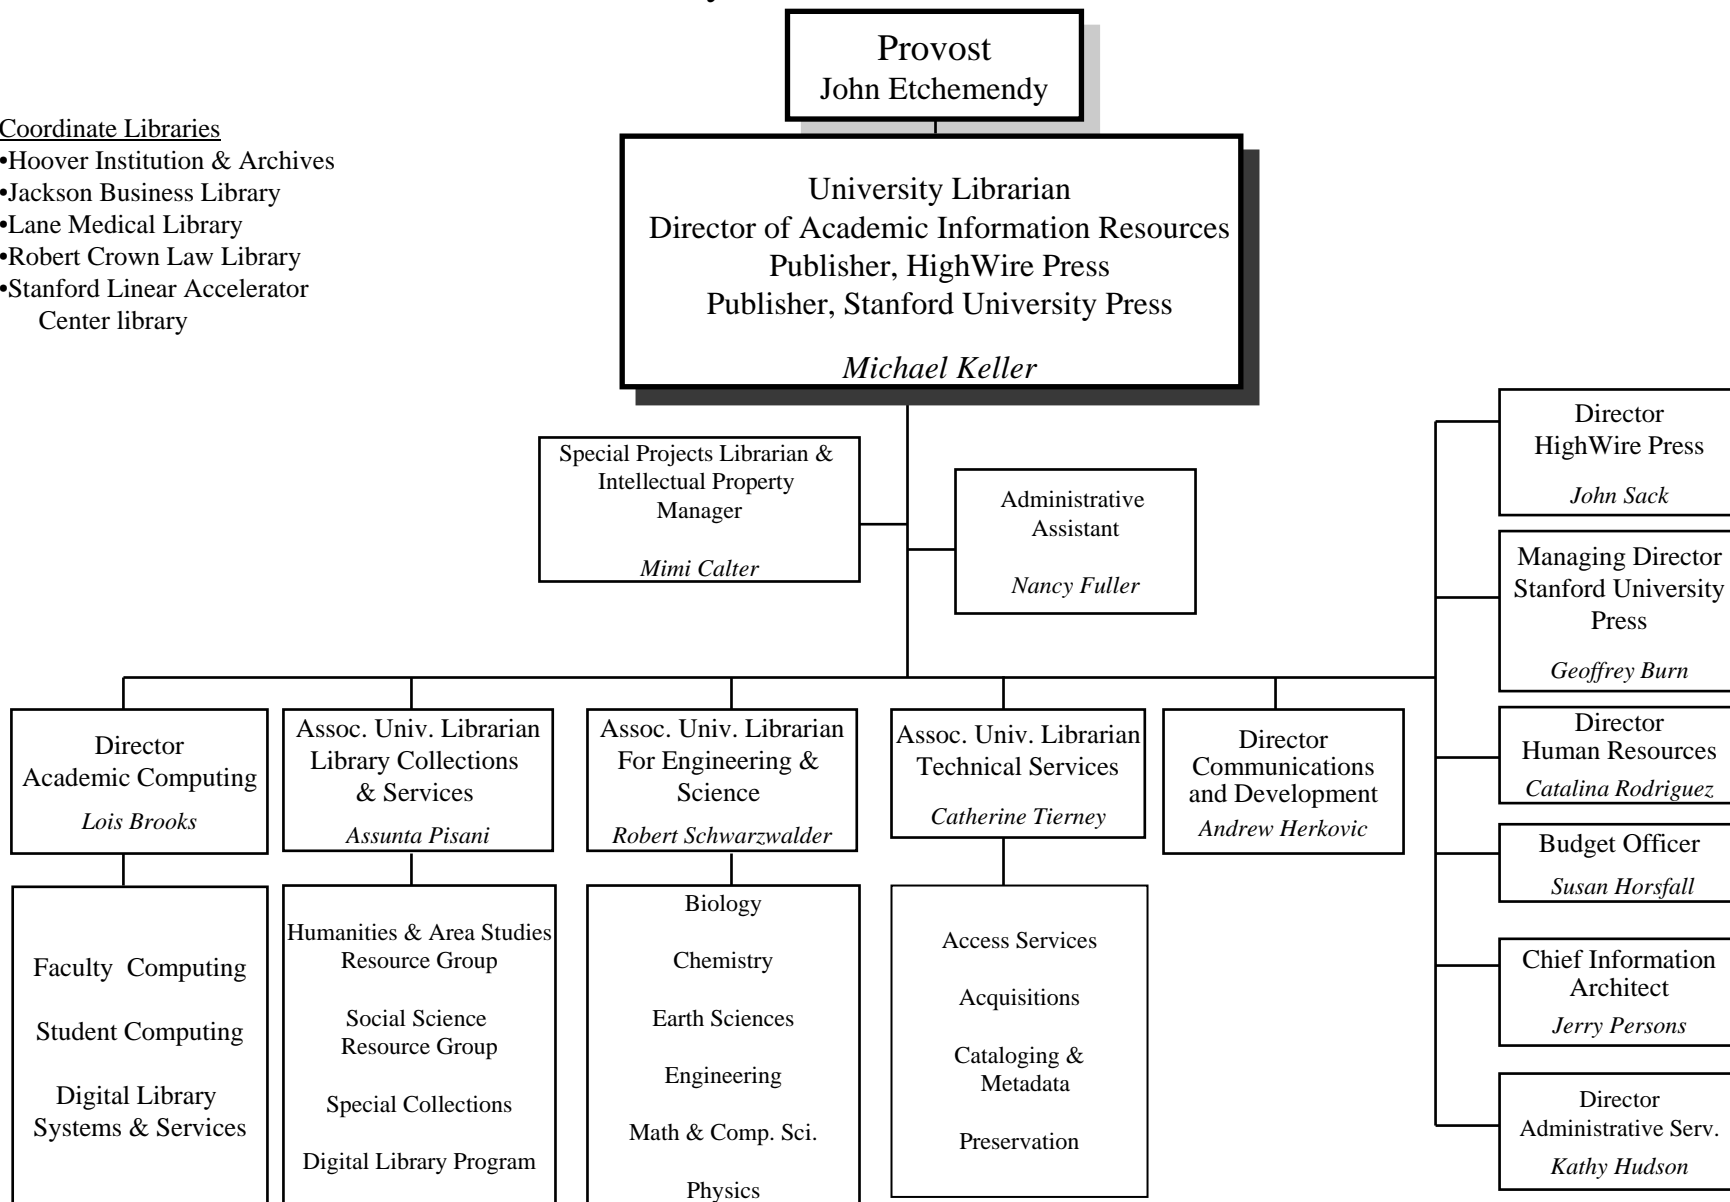 Provost
John Etchemendy
Coordinate Libraries
•Hoover Institution & Archives
•Jackson Business Library
•Lane Medical Library
•Robert Crown Law Library
•Stanford Linear Accelerator
Center library
University Librarian
Director of Academic Information Resources
Publisher, HighWire Press
Publisher, Stanford University Press
Michael Keller
Special Projects Librarian &
Intellectual Property
Manager
Mimi Calter
Administrative
Assistant
Nancy Fuller
Director
HighWire Press
John Sack
Managing Director
Stanford University
Press
Geoffrey Burn
Director
Human Resources
Catalina Rodriguez
Budget Officer
Susan Horsfall
Chief Information
Architect
Jerry Persons
Director
Administrative Serv.
Kathy Hudson
Director
Academic Computing
Lois Brooks
Assoc. Univ. Librarian
Library Collections
& Services
Assunta Pisani
Assoc. Univ. Librarian
For Engineering &
Science
Robert Schwarzwalder
Assoc. Univ. Librarian
Technical Services
Catherine Tierney
Director
Communications
and Development
Andrew Herkovic
Faculty  Computing
Student Computing
Digital Library
Systems & Services
Humanities & Area Studies
Resource Group
Social Science
Resource Group
Special Collections
Digital Library Program
Biology
Chemistry
Earth Sciences
Engineering
Math & Comp. Sci.
Physics
Access Services
Acquisitions
Cataloging &
Metadata
Preservation